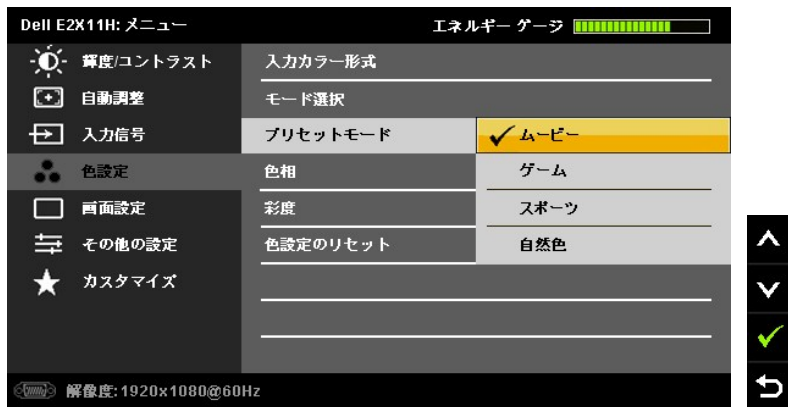 Dell E2X11H: メニュー エネルギー ゲージ
輝度/コントラスト 入力カラー形式
自動調整 モード選択
入力信号 プリセットモード ムービー
色設定 色相 ゲーム
画面設定 彩度 スポーツ
その他の設定 色設定のリセット 自然色
カスタマイズ
解像度: 1920x1080@60Hz